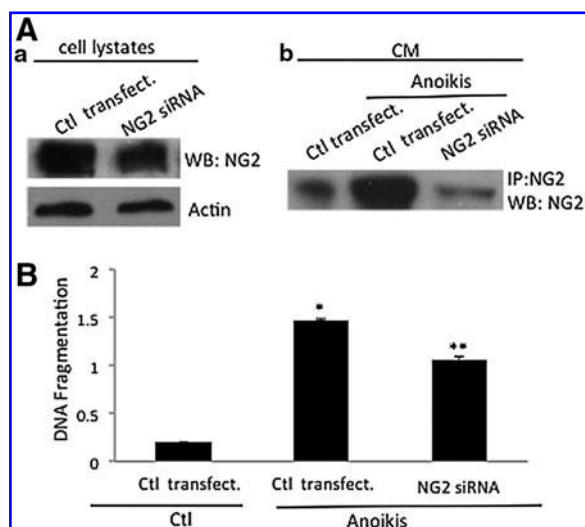 A
a
cell lystates
Ctl transfect.
NG2 siRNA
WB: NG2
Actin
b
CM
Anoikis
Ctl transfect.
Ctl transfect.
NG2 siRNA
IP:NG2
WB: NG2
B
DNA Fragmentation
2
1.5
1
0.5
0
*
**
Ctl transfect.
Ctl transfect.
NG2 siRNA
Ctl
Anoikis